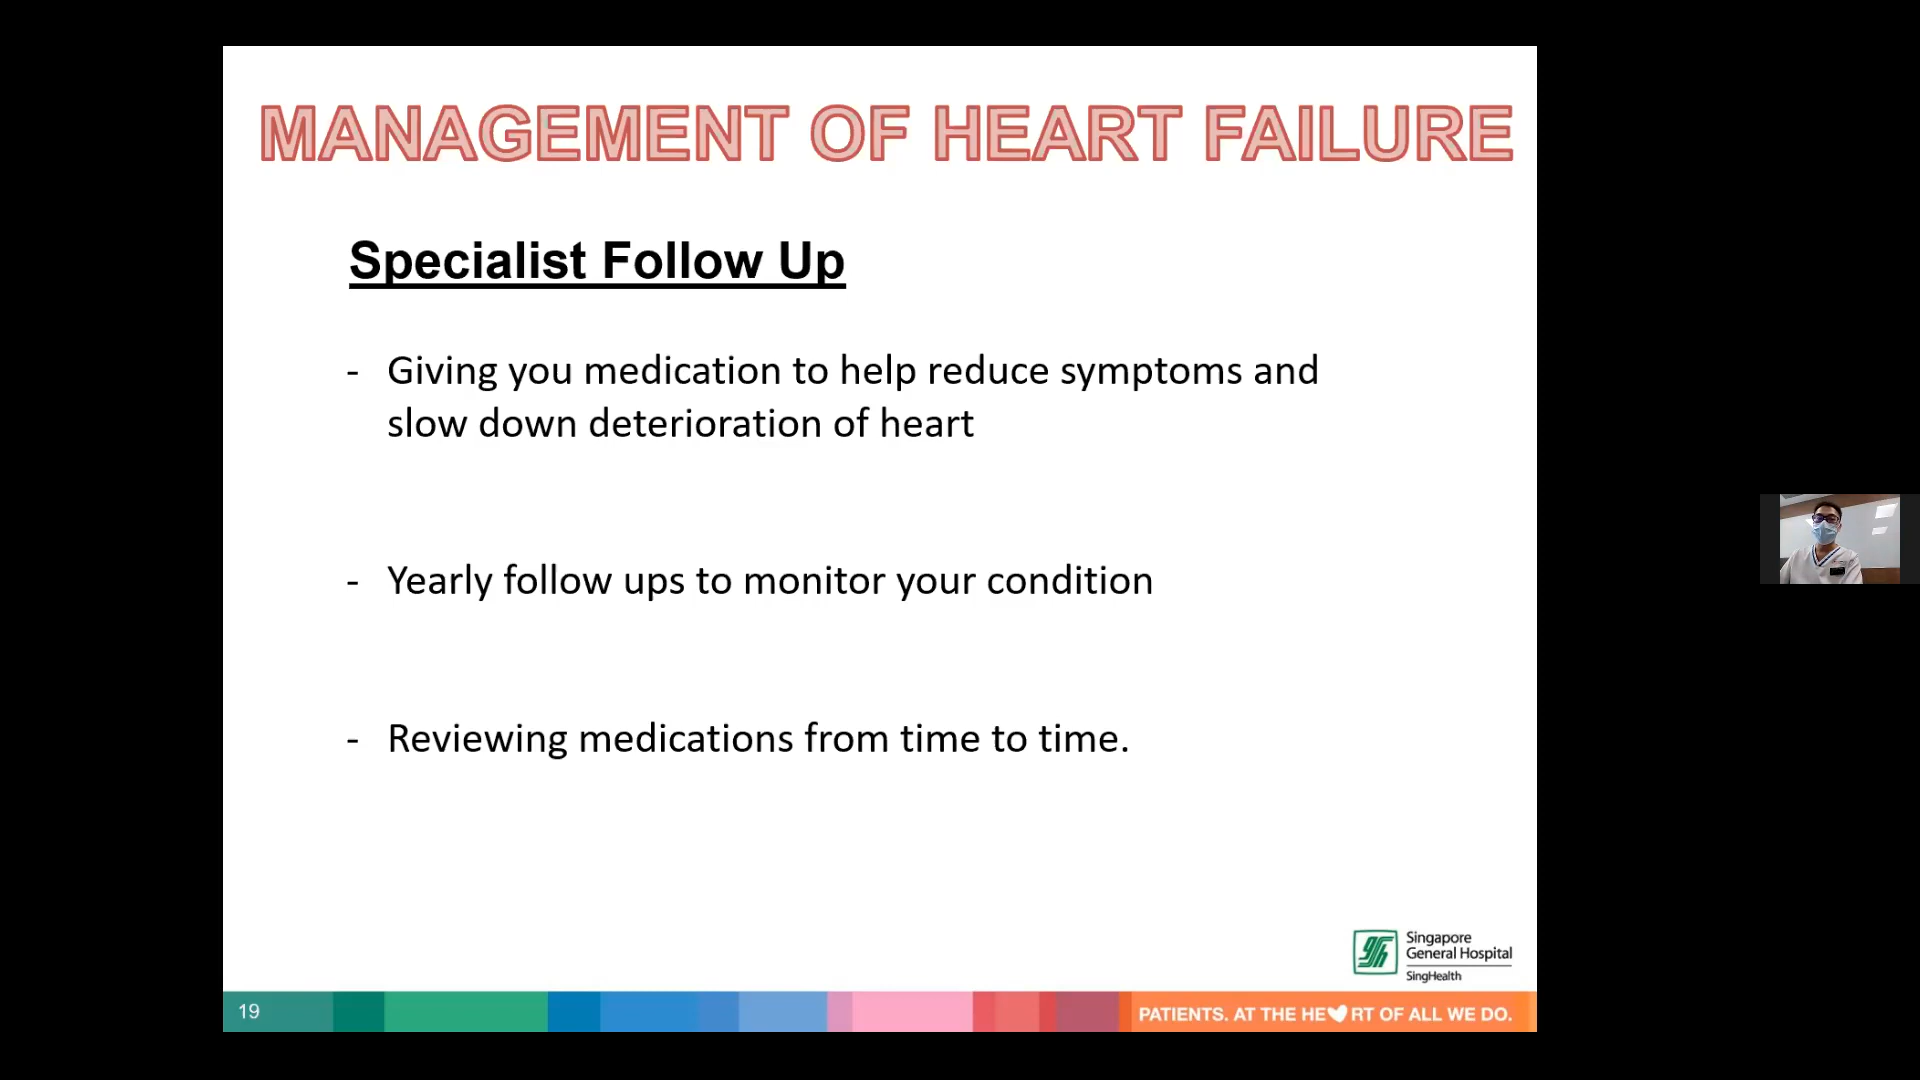 MANAGEMENT OF HEART FAILURE
Specialist Follow Up
- Giving you medication to help reduce symptoms and
slow down deterioration of heart
- Yearly follow ups to monitor your condition
- Reviewing medications from time to time.
Singapore
General Hospital
SingHealth
19
PATIENTS. AT THE HE RT OF ALL WE DO.